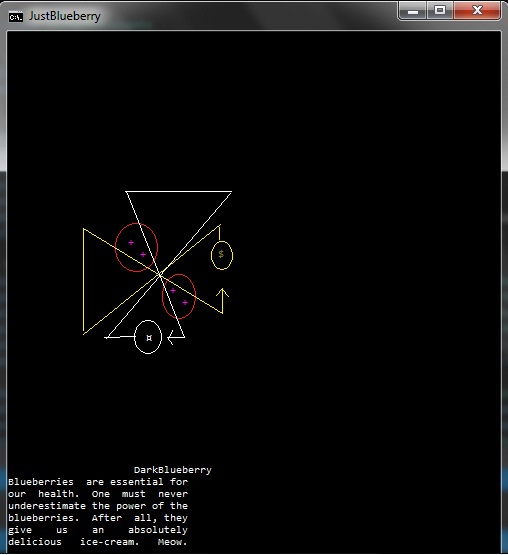 JustBlueberry
+
+
$
+
+
¤
DarkBlueberry
Blueberries are essential for
our health. One must never
underestimate the power of the
blueberries. After all, they
give us an absolutely
delicious ice-cream. Meow.